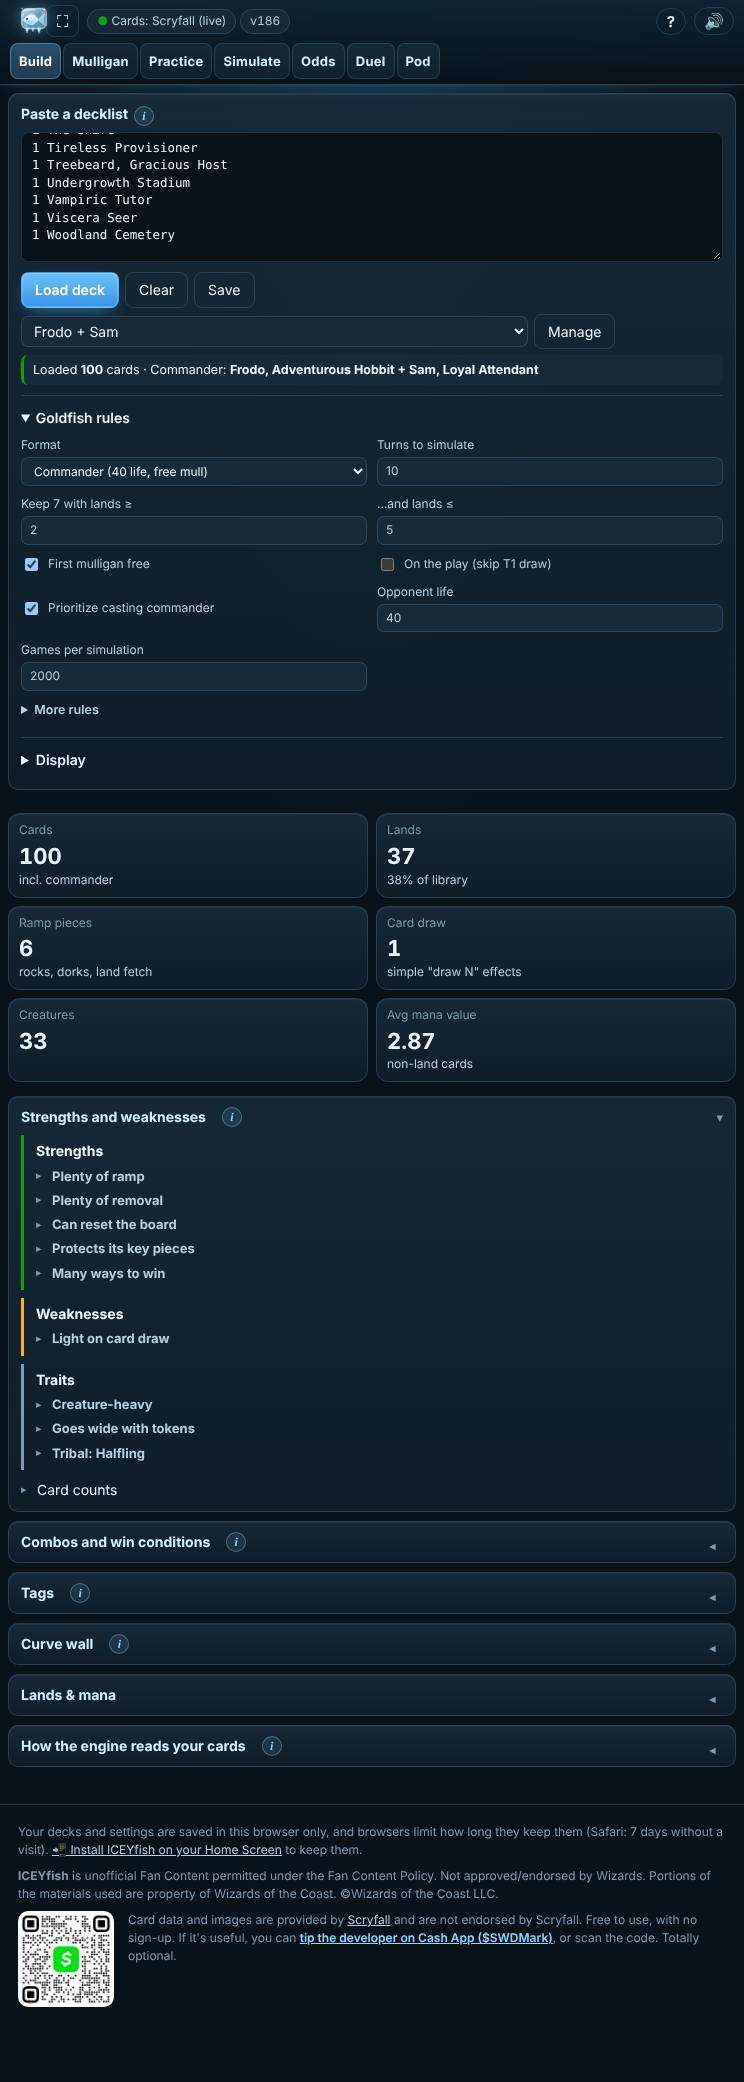 Cards: Scryfall (live)
v186
?
Build
Mulligan
Practice
Simulate
Odds
Duel
Pod
Paste a decklist
i
1 Tireless Provisioner
1 Treebeard, Gracious Host
1 Undergrowth Stadium
1 Vampiric Tutor
1 Viscera Seer
1 Woodland Cemetery
Load deck
Clear
Save
Frodo + Sam
Manage
Loaded 100 cards · Commander: Frodo, Adventurous Hobbit + Sam, Loyal Attendant
Goldfish rules
Format
Turns to simulate
Commander (40 life, free mull)
10
Keep 7 with lands ≥
...and lands ≤
2
5
First mulligan free
On the play (skip T1 draw)
Prioritize casting commander
Opponent life
40
Games per simulation
2000
More rules
Display
Cards
100
incl. commander
Lands
37
38% of library
Ramp pieces
6
rocks, dorks, land fetch
Card draw
1
simple "draw N" effects
Creatures
33
Avg mana value
2.87
non-land cards
Strengths and weaknesses
i
Strengths
Plenty of ramp
Plenty of removal
Can reset the board
Protects its key pieces
Many ways to win
Weaknesses
Light on card draw
Traits
Creature-heavy
Goes wide with tokens
Tribal: Halfling
Card counts
Combos and win conditions
i
Tags
i
Curve wall
i
Lands & mana
How the engine reads your cards
i
Your decks and settings are saved in this browser only, and browsers limit how long they keep them (Safari: 7 days without a
visit). 📲 Install ICEYfish on your Home Screen to keep them.
ICEYfish is unofficial Fan Content permitted under the Fan Content Policy. Not approved/endorsed by Wizards. Portions of
the materials used are property of Wizards of the Coast. ©Wizards of the Coast LLC.
Card data and images are provided by Scryfall and are not endorsed by Scryfall. Free to use, with no
sign-up. If it's useful, you can tip the developer on Cash App ($SWDMark), or scan the code. Totally
optional.
$